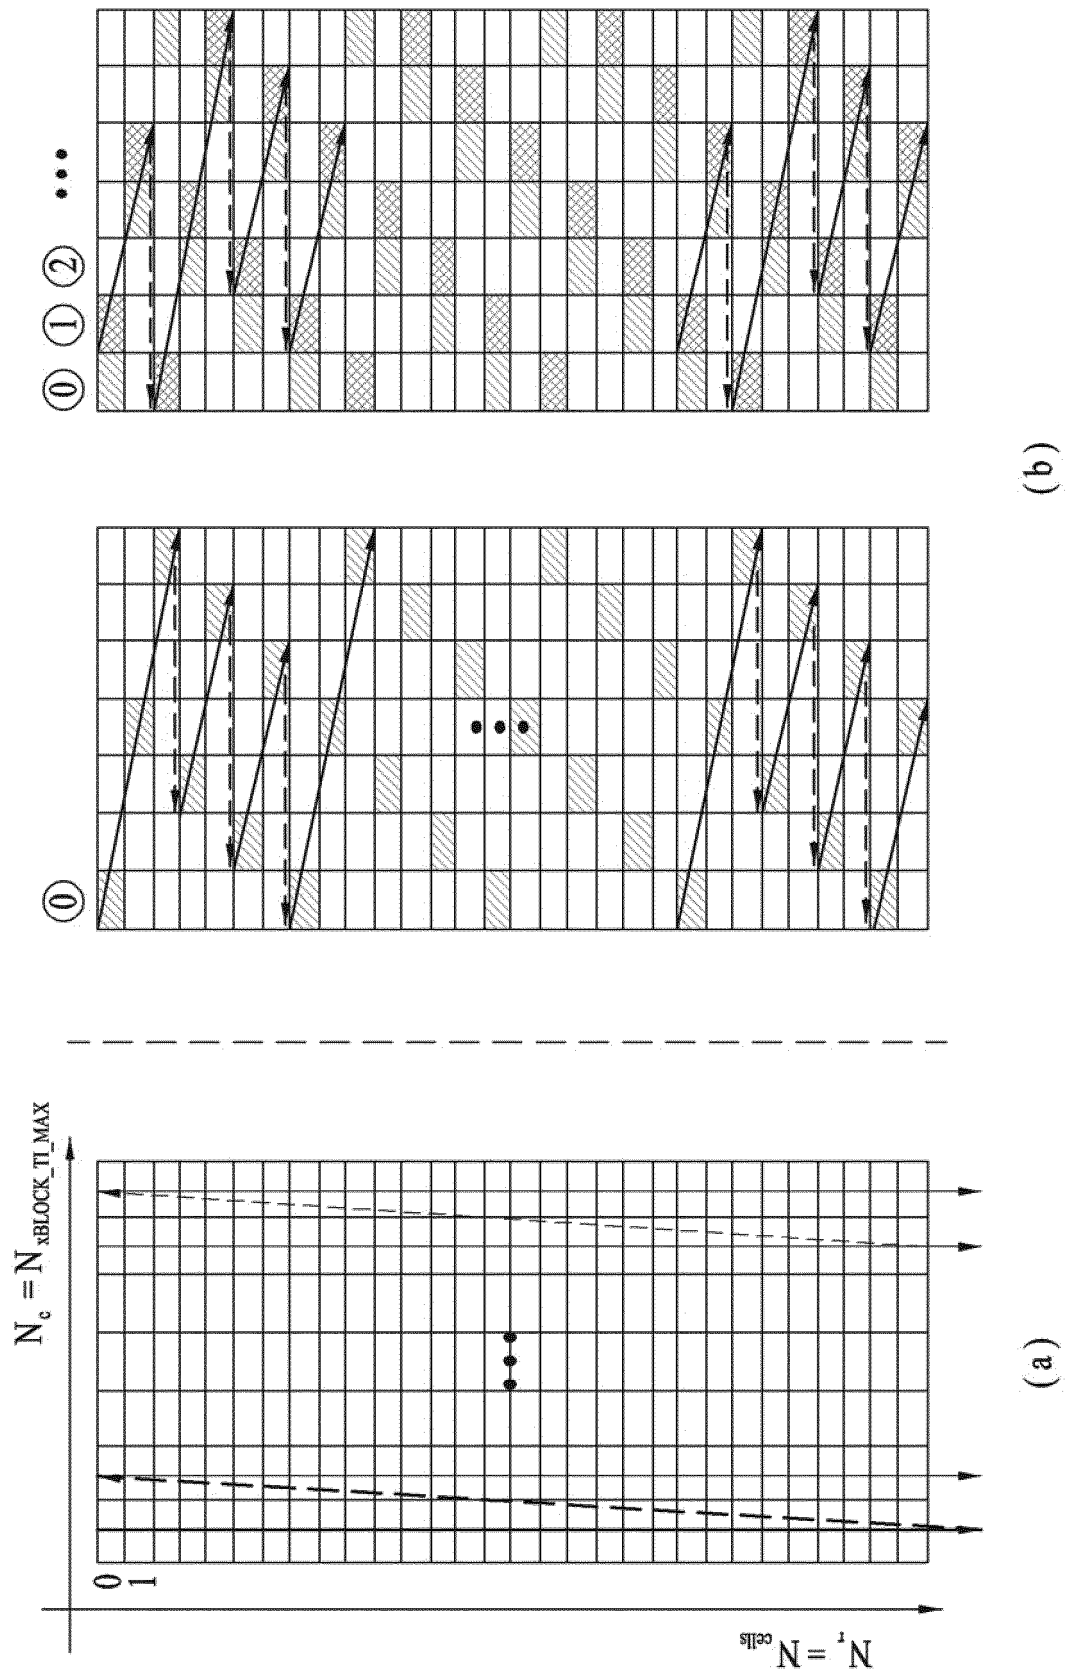 N_c = N_xBLOCK_TI_MAX
0
1
N_r = N_cells
(a)
0
0 1 2 •••
(b)